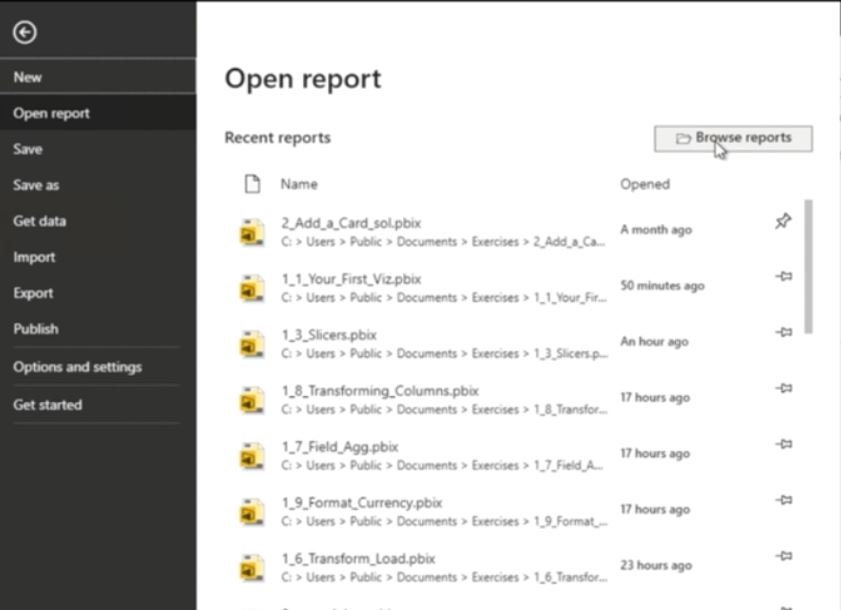 New
Open report
Save
Save as
Get data
Import
Export
Publish
Options and settings
Get started
Open report
Recent reports
Browse reports
Name Opened
2_Add_a_Card_sol.pbix
C: > Users > Public > Documents > Exercises > 2_Add_a_Ca...
A month ago
1_1_Your_First_Viz.pbix
C: > Users > Public > Documents > Exercises > 1_1_Your_Fir...
50 minutes ago
1_3_Slicers.pbix
C: > Users > Public > Documents > Exercises > 1_3_Slicers.p...
An hour ago
1_8_Transforming_Columns.pbix
C: > Users > Public > Documents > Exercises > 1_8_Transfor...
17 hours ago
1_7_Field_Agg.pbix
C: > Users > Public > Documents > Exercises > 1_7_Field_A...
17 hours ago
1_9_Format_Currency.pbix
C: > Users > Public > Documents > Exercises > 1_9_Format_...
17 hours ago
1_6_Transform_Load.pbix
C: > Users > Public > Documents > Exercises > 1_6_Transfor...
23 hours ago